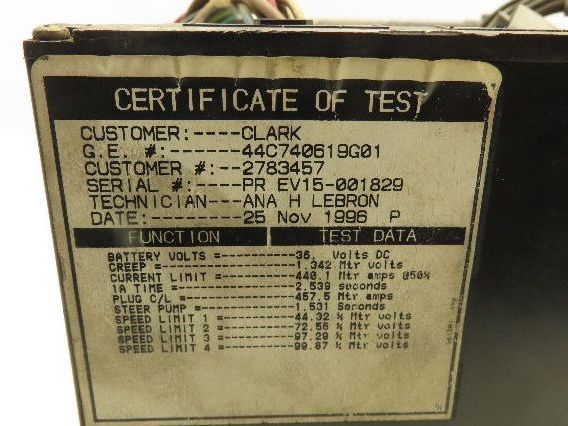 CERTIFICATE OF TEST
CUSTOMER:----CLARK
G.E. #:------44C740619G01
CUSTOMER #:--2783457
SERIAL #:----PR EV15-001829
TECHNICIAN---ANA H LEBRON
DATE:--------25 Nov 1996 P
FUNCTION TEST DATA
BATTERY VOLTS =----------36. Volts DC
CREEP =------------------1.342 Mtr volts
CURRENT LIMIT =----------440.1 Mtr amps @50%
1A TIME =----------------2.539 seconds
PLUG C/L =---------------457.5 Mtr amps
STEER PUMP =-------------1.531 Seconds
SPEED LIMIT 1 =----------44.32 % Mtr volts
SPEED LIMIT 2 =----------72.56 % Mtr volts
SPEED LIMIT 3 =----------97.29 % Mtr volts
SPEED LIMIT 4 =----------99.87 % Mtr volts